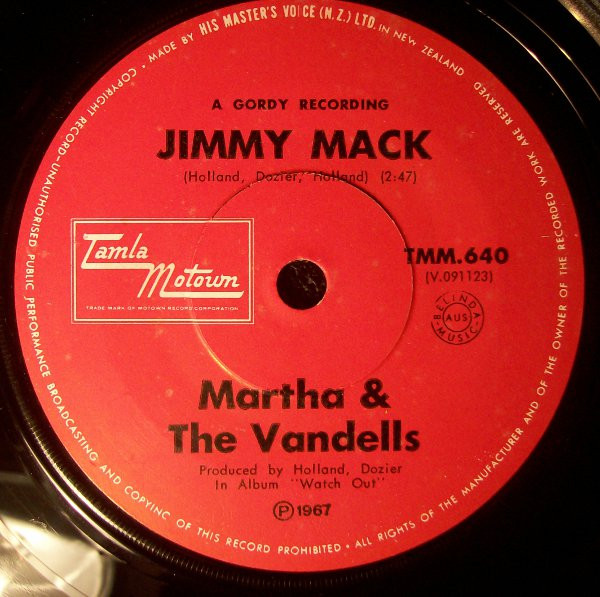 MADE BY HIS MASTER'S VOICE (N.Z.) LTD. IN NEW ZEALAND
A GORDY RECORDING
JIMMY MACK
(Holland, Dozier, Holland) (2:47)
Tamla
Motown
TRADE MARK OF MOTOWN RECORD CORPORATION
TMM.640
(V.091123)
BELINDA
AUS
MUSIC
Martha &
The Vandells
Produced by Holland, Dozier
In Album "Watch Out"
Ⓟ 1967
COPYRIGHT RECORD-UNAUTHORISED PUBLIC PERFORMANCE BROADCASTING AND COPYING OF THIS RECORD PROHIBITED • ALL RIGHTS OF THE MANUFACTURER AND OF THE OWNER OF THE RECORDED WORK ARE RESERVED